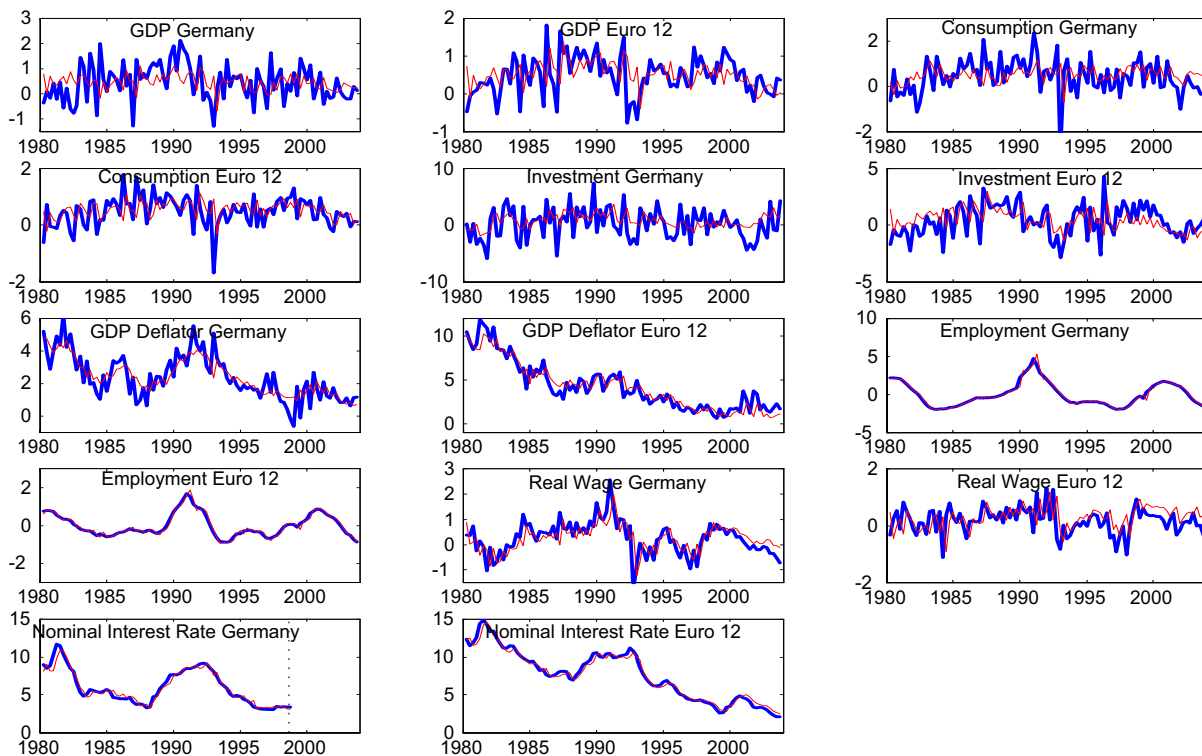 GDP Germany
3
2
1
0
-1
1980 1985 1990 1995 2000
GDP Euro 12
2
1
0
-1
1980 1985 1990 1995 2000
Consumption Germany
2
0
-2
1980 1985 1990 1995 2000
Consumption Euro 12
2
0
-2
1980 1985 1990 1995 2000
Investment Germany
10
0
-10
1980 1985 1990 1995 2000
Investment Euro 12
5
0
-5
1980 1985 1990 1995 2000
GDP Deflator Germany
6
4
2
0
1980 1985 1990 1995 2000
GDP Deflator Euro 12
10
5
0
1980 1985 1990 1995 2000
Employment Germany
10
5
0
-5
1980 1985 1990 1995 2000
Employment Euro 12
2
0
-2
1980 1985 1990 1995 2000
Real Wage Germany
3
2
1
0
-1
1980 1985 1990 1995 2000
Real Wage Euro 12
2
0
-2
1980 1985 1990 1995 2000
Nominal Interest Rate Germany
15
10
5
0
1980 1985 1990 1995 2000
Nominal Interest Rate Euro 12
15
10
5
0
1980 1985 1990 1995 2000